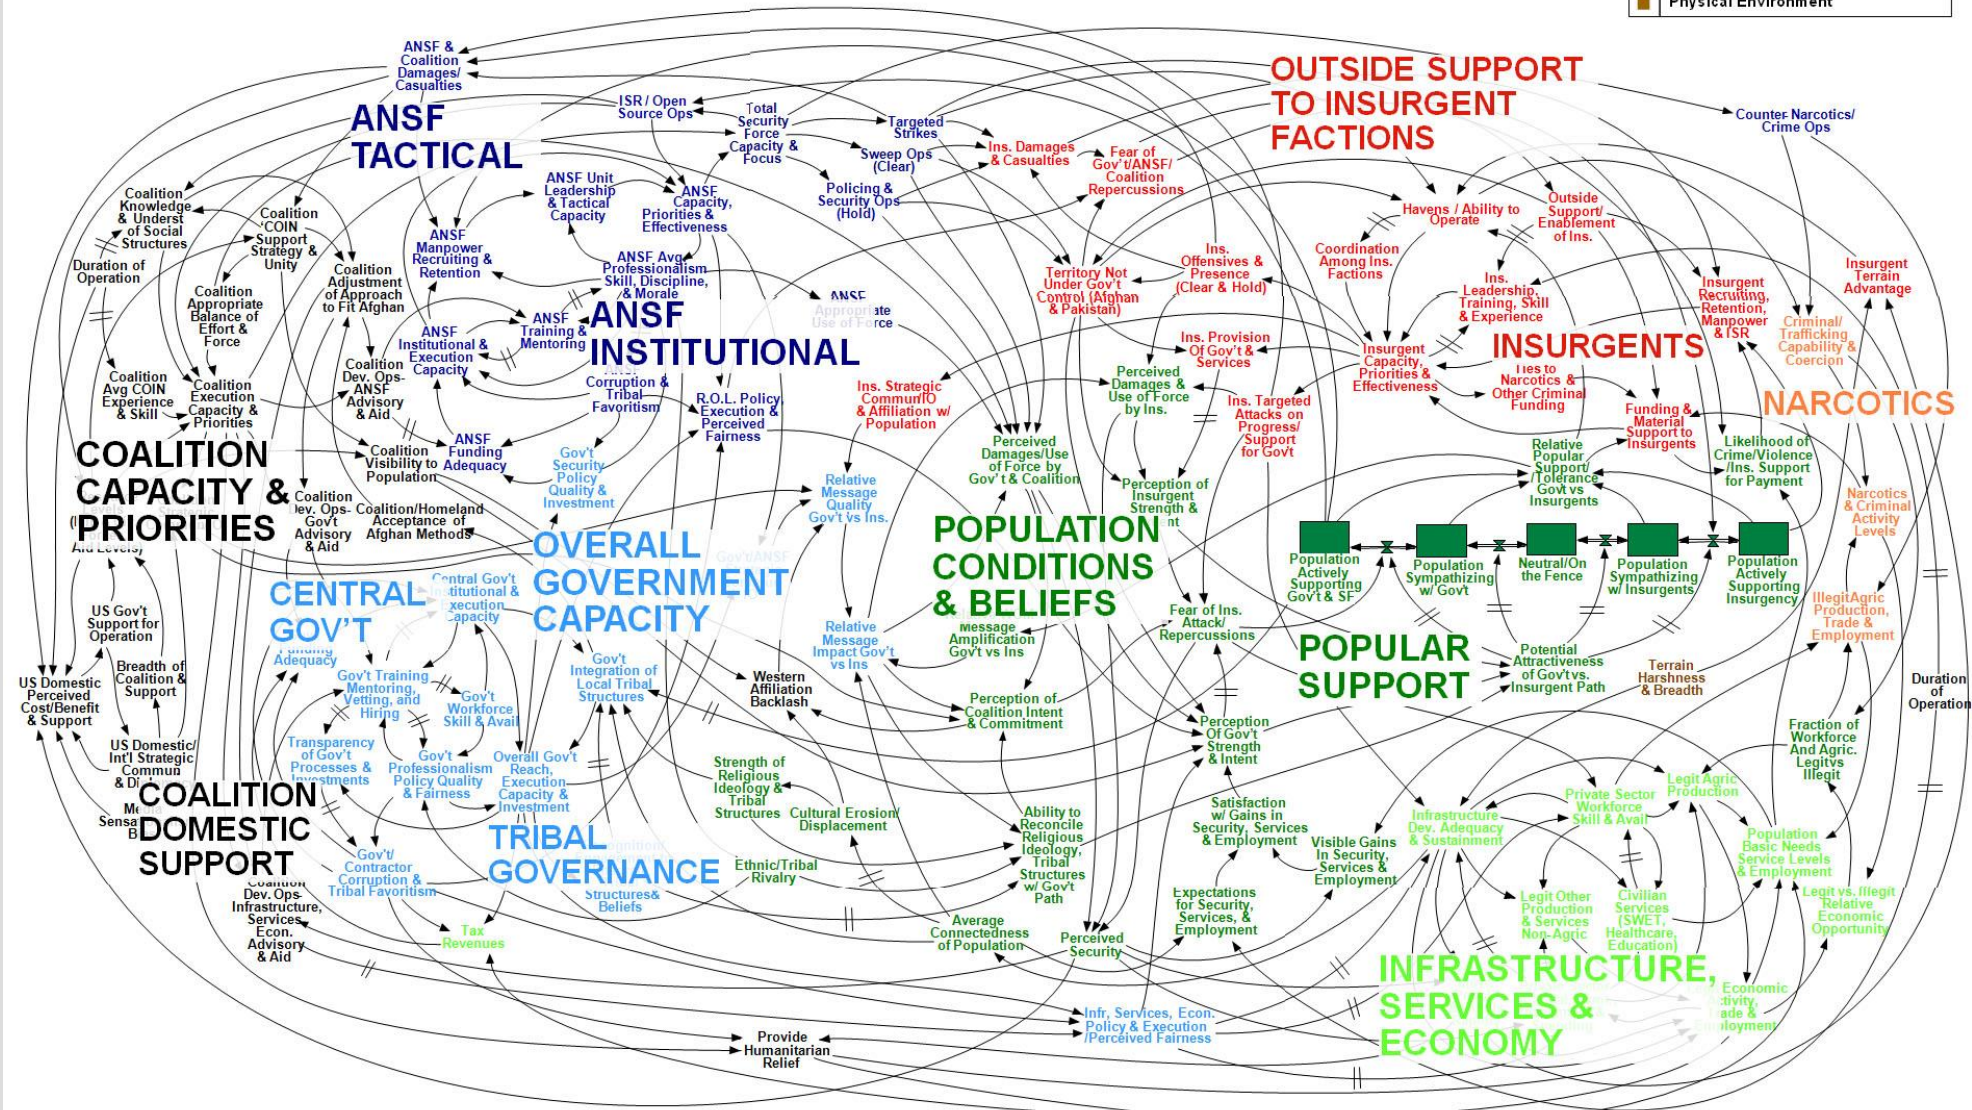 Physical Environment
ANSF &
Coalition
Damages/
Casualties
ANSF
TACTICAL
ISR / Open
Source Ops
Total
Security
Force
Capacity &
Focus
Targeted
Strikes
Sweep Ops
(Clear)
Policing &
Security Ops
(Hold)
Ins. Damages
& Casualties
Fear of
Gov't/ANSF/
Coalition
Repercussions
OUTSIDE SUPPORT
TO INSURGENT
FACTIONS
Counter-Narcotics/
Crime Ops
Coalition
Knowledge
& Underst
of Social
Structures
Coalition
COIN
Support
Strategy &
Unity
Duration of
Operation
Coalition
Appropriate
Balance of
Effort &
Force
Coalition
Adjustment
of Approach
to Fit Afghan
ANSF Unit
Leadership
& Tactical
Capacity
ANSF
Capacity,
Priorities &
Effectiveness
ANSF
Manpower
Recruiting &
Retention
ANSF Avg
Professionalism
Skill, Discipline,
& Morale
ANSF
INSTITUTIONAL
ANSF
Appropriate
Use of Force
ANSF
Institutional &
Execution
Capacity
ANSF
Training &
Mentoring
ANSF
Corruption &
Tribal
Favoritism
R.O.L. Policy,
Execution &
Perceived
Fairness
Territory Not
Under Gov't
Control (Afghan
& Pakistan)
Ins.
Offensives &
Presence
(Clear & Hold)
Ins. Provision
Of Gov't &
Services
Havens / Ability to
Operate
Outside
Support/
Enablement
of Ins.
Coordination
Among Ins.
Factions
Ins.
Leadership,
Training, Skill
& Experience
Insurgent
Recruiting,
Retention,
Manpower
& ISR
Insurgent
Terrain
Advantage
Criminal/
Trafficking
Capability &
Coercion
INSURGENTS
Insurgent
Capacity,
Priorities &
Effectiveness
Ties to
Narcotics &
Other Criminal
Funding
Funding &
Material
Support to
Insurgents
NARCOTICS
Coalition
Avg COIN
Experience
& Skill
Coalition
Execution
Capacity &
Priorities
Coalition
Dev. Ops-
ANSF
Advisory
& Aid
COALITION
CAPACITY &
PRIORITIES
Levels
Aid Levels)
Coalition
Visibility to
Population
ANSF
Funding
Adequacy
Gov't
Security
Policy
Quality &
Investment
Coalition
Dev. Ops-
Gov't
Advisory
& Aid
Coalition/Homeland
Acceptance of
Afghan Methods
Ins. Strategic
Commun/IO
& Affiliation w/
Population
Relative
Message
Quality
Gov't vs Ins.
Perceived
Damages/Use
of Force by
Gov't & Coalition
Perceived
Damages &
Use of Force
by Ins.
Ins. Targeted
Attacks on
Progress/
Support
for Gov't
Perception of
Insurgent
Strength &
Relative
Popular
Support/
/Tolerance
Gov't vs
Insurgents
Likelihood of
Crime/Violence
/Ins. Support
for Payment
Narcotics
& Criminal
Activity
Levels
POPULATION
CONDITIONS
& BELIEFS
Population
Actively
Supporting
Gov't & SF
Population
Sympathizing
w/ Gov't
Neutral/On
the Fence
Population
Sympathizing
w/ Insurgents
Population
Actively
Supporting
Insurgency
OVERALL
GOVERNMENT
CAPACITY
Gov't/ANSF
CENTRAL
GOV'T
Central Gov't
Institutional &
Execution
Capacity
Funding
Adequacy
US Gov't
Support for
Operation
Breadth of
Coalition &
Support
US Domestic
Perceived
Cost/Benefit
& Support
US Domestic/
Int'l Strategic
Commun
COALITION
DOMESTIC
SUPPORT
Gov't Training
Mentoring,
Vetting, and
Hiring
Gov't
Workforce
Skill & Avail
Gov't
Integration of
Local Tribal
Structures
Transparency
of Gov't
Processes &
Investments
Gov't
Professionalism
Policy Quality
& Fairness
Overall Gov't
Reach,
Execution
Capacity &
Investment
Gov't/
Contractor
Corruption &
Tribal Favoritism
TRIBAL
GOVERNANCE
Structures&
Beliefs
Tax
Revenues
Coalition
Dev. Ops-
Infrastructure,
Services,
Econ.
Advisory
& Aid
Western
Affiliation
Backlash
Relative
Message
Impact Gov't
vs Ins
Message
Amplification
Gov't vs Ins
Perception of
Coalition Intent
& Commitment
Strength of
Religious
Ideology &
Tribal
Structures
Cultural Erosion/
Displacement
Ethnic/Tribal
Rivalry
Ability to
Reconcile
Religious
Ideology,
Tribal
Structures
w/ Gov't
Path
Average
Connectedness
of Population
Perceived
Security
Fear of Ins.
Attack/
Repercussions
Perception
Of Gov't
Strength
& Intent
Satisfaction
w/ Gains in
Security, Services
& Employment
Expectations
for Security,
Services, &
Employment
Visible Gains
In Security,
Services &
Employment
POPULAR
SUPPORT
Potential
Attractiveness
of Gov't vs.
Insurgent Path
Terrain
Harshness
& Breadth
Illegit Agric
Production,
Trade &
Employment
Duration
of
Operation
Fraction of
Workforce
And Agric.
Legit vs
Illegit
Infrastructure
Dev. Adequacy
& Sustainment
Private Sector
Workforce
Skill & Avail
Legit Agric
Production
Population
Basic Needs
Service Levels
& Employment
Legit Other
Production
& Services
Non-Agric
Civilian
Services
(SWET,
Healthcare,
Education)
Legit vs. Illegit
Relative
Economic
Opportunity
INFRASTRUCTURE,
SERVICES &
ECONOMY
Economic
Activity,
Trade &
Employment
Infr, Services, Econ.
Policy & Execution
/Perceived Fairness
Provide
Humanitarian
Relief